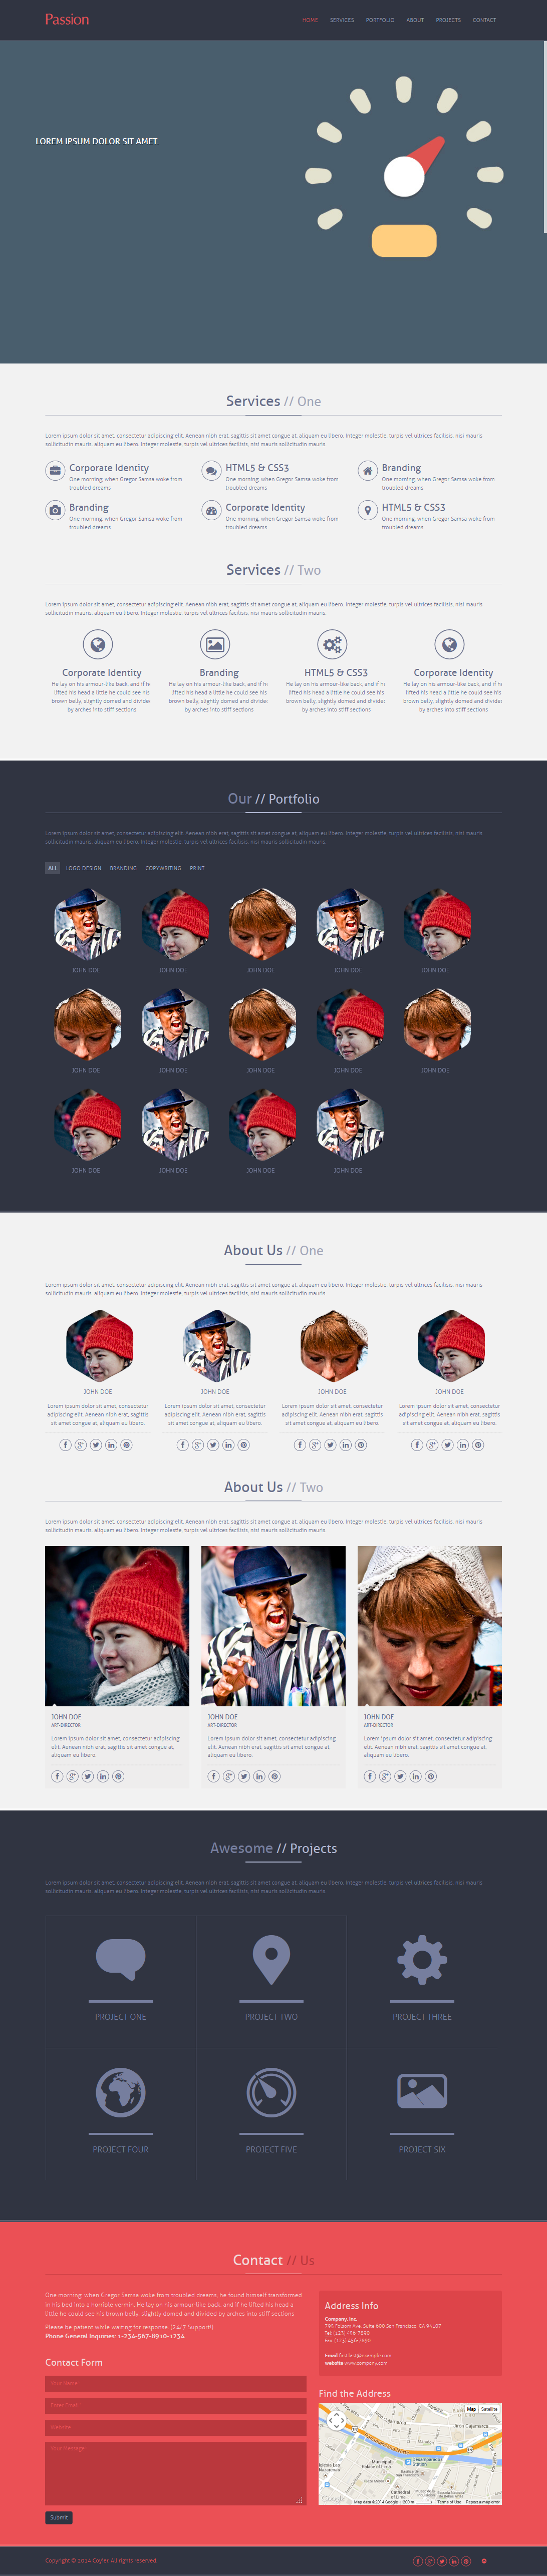 Passion
HOME SERVICES PORTFOLIO ABOUT PROJECTS CONTACT
LOREM IPSUM DOLOR SIT AMET.
Services // One
Lorem ipsum dolor sit amet, consectetur adipiscing elit. Aenean nibh erat, sagittis sit amet congue at, aliquam eu libero. Integer molestie, turpis vel ultrices facilisis, nisi mauris
sollicitudin mauris, aliquam eu libero. Integer molestie, turpis vel ultrices facilisis, nisi mauris sollicitudin mauris.
Corporate Identity
One morning, when Gregor Samsa woke from
troubled dreams
HTML5 & CSS3
One morning, when Gregor Samsa woke from
troubled dreams
Branding
One morning, when Gregor Samsa woke from
troubled dreams
Branding
One morning, when Gregor Samsa woke from
troubled dreams
Corporate Identity
One morning, when Gregor Samsa woke from
troubled dreams
HTML5 & CSS3
One morning, when Gregor Samsa woke from
troubled dreams
Services // Two
Lorem ipsum dolor sit amet, consectetur adipiscing elit. Aenean nibh erat, sagittis sit amet congue at, aliquam eu libero. Integer molestie, turpis vel ultrices facilisis, nisi mauris
sollicitudin mauris, aliquam eu libero. Integer molestie, turpis vel ultrices facilisis, nisi mauris sollicitudin mauris.
Corporate Identity
He lay on his armour-like back, and if he
lifted his head a little he could see his
brown belly, slightly domed and divided
by arches into stiff sections
Branding
He lay on his armour-like back, and if he
lifted his head a little he could see his
brown belly, slightly domed and divided
by arches into stiff sections
HTML5 & CSS3
He lay on his armour-like back, and if he
lifted his head a little he could see his
brown belly, slightly domed and divided
by arches into stiff sections
Corporate Identity
He lay on his armour-like back, and if he
lifted his head a little he could see his
brown belly, slightly domed and divided
by arches into stiff sections
Our // Portfolio
Lorem ipsum dolor sit amet, consectetur adipiscing elit. Aenean nibh erat, sagittis sit amet congue at, aliquam eu libero. Integer molestie, turpis vel ultrices facilisis, nisi mauris
sollicitudin mauris, aliquam eu libero. Integer molestie, turpis vel ultrices facilisis, nisi mauris sollicitudin mauris.
ALL LOGO DESIGN BRANDING COPYWRITING PRINT
JOHN DOE JOHN DOE JOHN DOE JOHN DOE JOHN DOE
JOHN DOE JOHN DOE JOHN DOE JOHN DOE JOHN DOE
JOHN DOE JOHN DOE JOHN DOE JOHN DOE
About Us // One
Lorem ipsum dolor sit amet, consectetur adipiscing elit. Aenean nibh erat, sagittis sit amet congue at, aliquam eu libero. Integer molestie, turpis vel ultrices facilisis, nisi mauris
sollicitudin mauris, aliquam eu libero. Integer molestie, turpis vel ultrices facilisis, nisi mauris sollicitudin mauris.
JOHN DOE
Lorem ipsum dolor sit amet, consectetur
adipiscing elit. Aenean nibh erat, sagittis
sit amet congue at, aliquam eu libero.
JOHN DOE
Lorem ipsum dolor sit amet, consectetur
adipiscing elit. Aenean nibh erat, sagittis
sit amet congue at, aliquam eu libero.
JOHN DOE
Lorem ipsum dolor sit amet, consectetur
adipiscing elit. Aenean nibh erat, sagittis
sit amet congue at, aliquam eu libero.
JOHN DOE
Lorem ipsum dolor sit amet, consectetur
adipiscing elit. Aenean nibh erat, sagittis
sit amet congue at, aliquam eu libero.
About Us // Two
Lorem ipsum dolor sit amet, consectetur adipiscing elit. Aenean nibh erat, sagittis sit amet congue at, aliquam eu libero. Integer molestie, turpis vel ultrices facilisis, nisi mauris
sollicitudin mauris, aliquam eu libero. Integer molestie, turpis vel ultrices facilisis, nisi mauris sollicitudin mauris.
JOHN DOE
ART-DIRECTOR
Lorem ipsum dolor sit amet, consectetur adipiscing
elit. Aenean nibh erat, sagittis sit amet congue at,
aliquam eu libero.
JOHN DOE
ART-DIRECTOR
Lorem ipsum dolor sit amet, consectetur adipiscing
elit. Aenean nibh erat, sagittis sit amet congue at,
aliquam eu libero.
JOHN DOE
ART-DIRECTOR
Lorem ipsum dolor sit amet, consectetur adipiscing
elit. Aenean nibh erat, sagittis sit amet congue at,
aliquam eu libero.
Awesome // Projects
Lorem ipsum dolor sit amet, consectetur adipiscing elit. Aenean nibh erat, sagittis sit amet congue at, aliquam eu libero. Integer molestie, turpis vel ultrices facilisis, nisi mauris
sollicitudin mauris, aliquam eu libero. Integer molestie, turpis vel ultrices facilisis, nisi mauris sollicitudin mauris.
PROJECT ONE PROJECT TWO PROJECT THREE
PROJECT FOUR PROJECT FIVE PROJECT SIX
Contact // Us
One morning, when Gregor Samsa woke from troubled dreams, he found himself transformed
in his bed into a horrible vermin. He lay on his armour-like back, and if he lifted his head a
little he could see his brown belly, slightly domed and divided by arches into stiff sections
Please be patient while waiting for response. (24/7 Support!)
Phone General Inquiries: 1-234-567-8910-1234
Contact Form
Your Name*
Enter Email*
Website
Your Message*
Submit
Address Info
Company, Inc.
795 Folsom Ave, Suite 600 San Francisco, CA 94107
Tel: (123) 456-7890
Fax: (123) 456-7890
Email first.last@example.com
website www.company.com
Find the Address
Map Satellite
Jirón Cajamarca
Municipal
Palace of Lima
Desamparados
Station
Plaza Mayor
Cathedral
of Lima
Google
Map data ©2014 Google
Terms of Use Report a map error
Copyright © 2014 Coyler. All rights reserved.